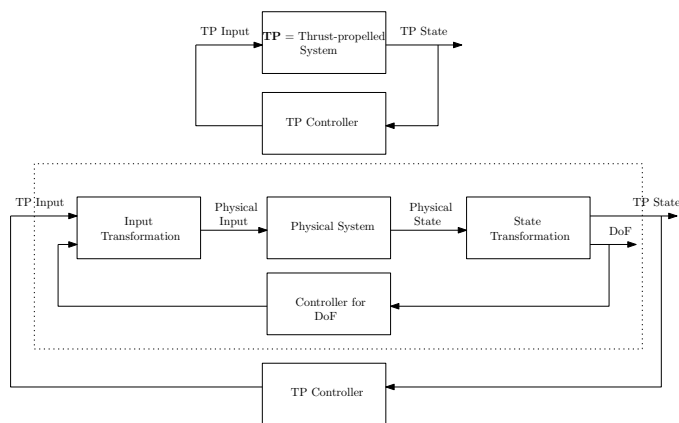 TP Input
TP = Thrust-propelled
System
TP State
TP Controller
TP Input
Input
Transformation
Physical
Input
Physical System
Physical
State
State
Transformation
TP State
DoF
Controller for
DoF
TP Controller